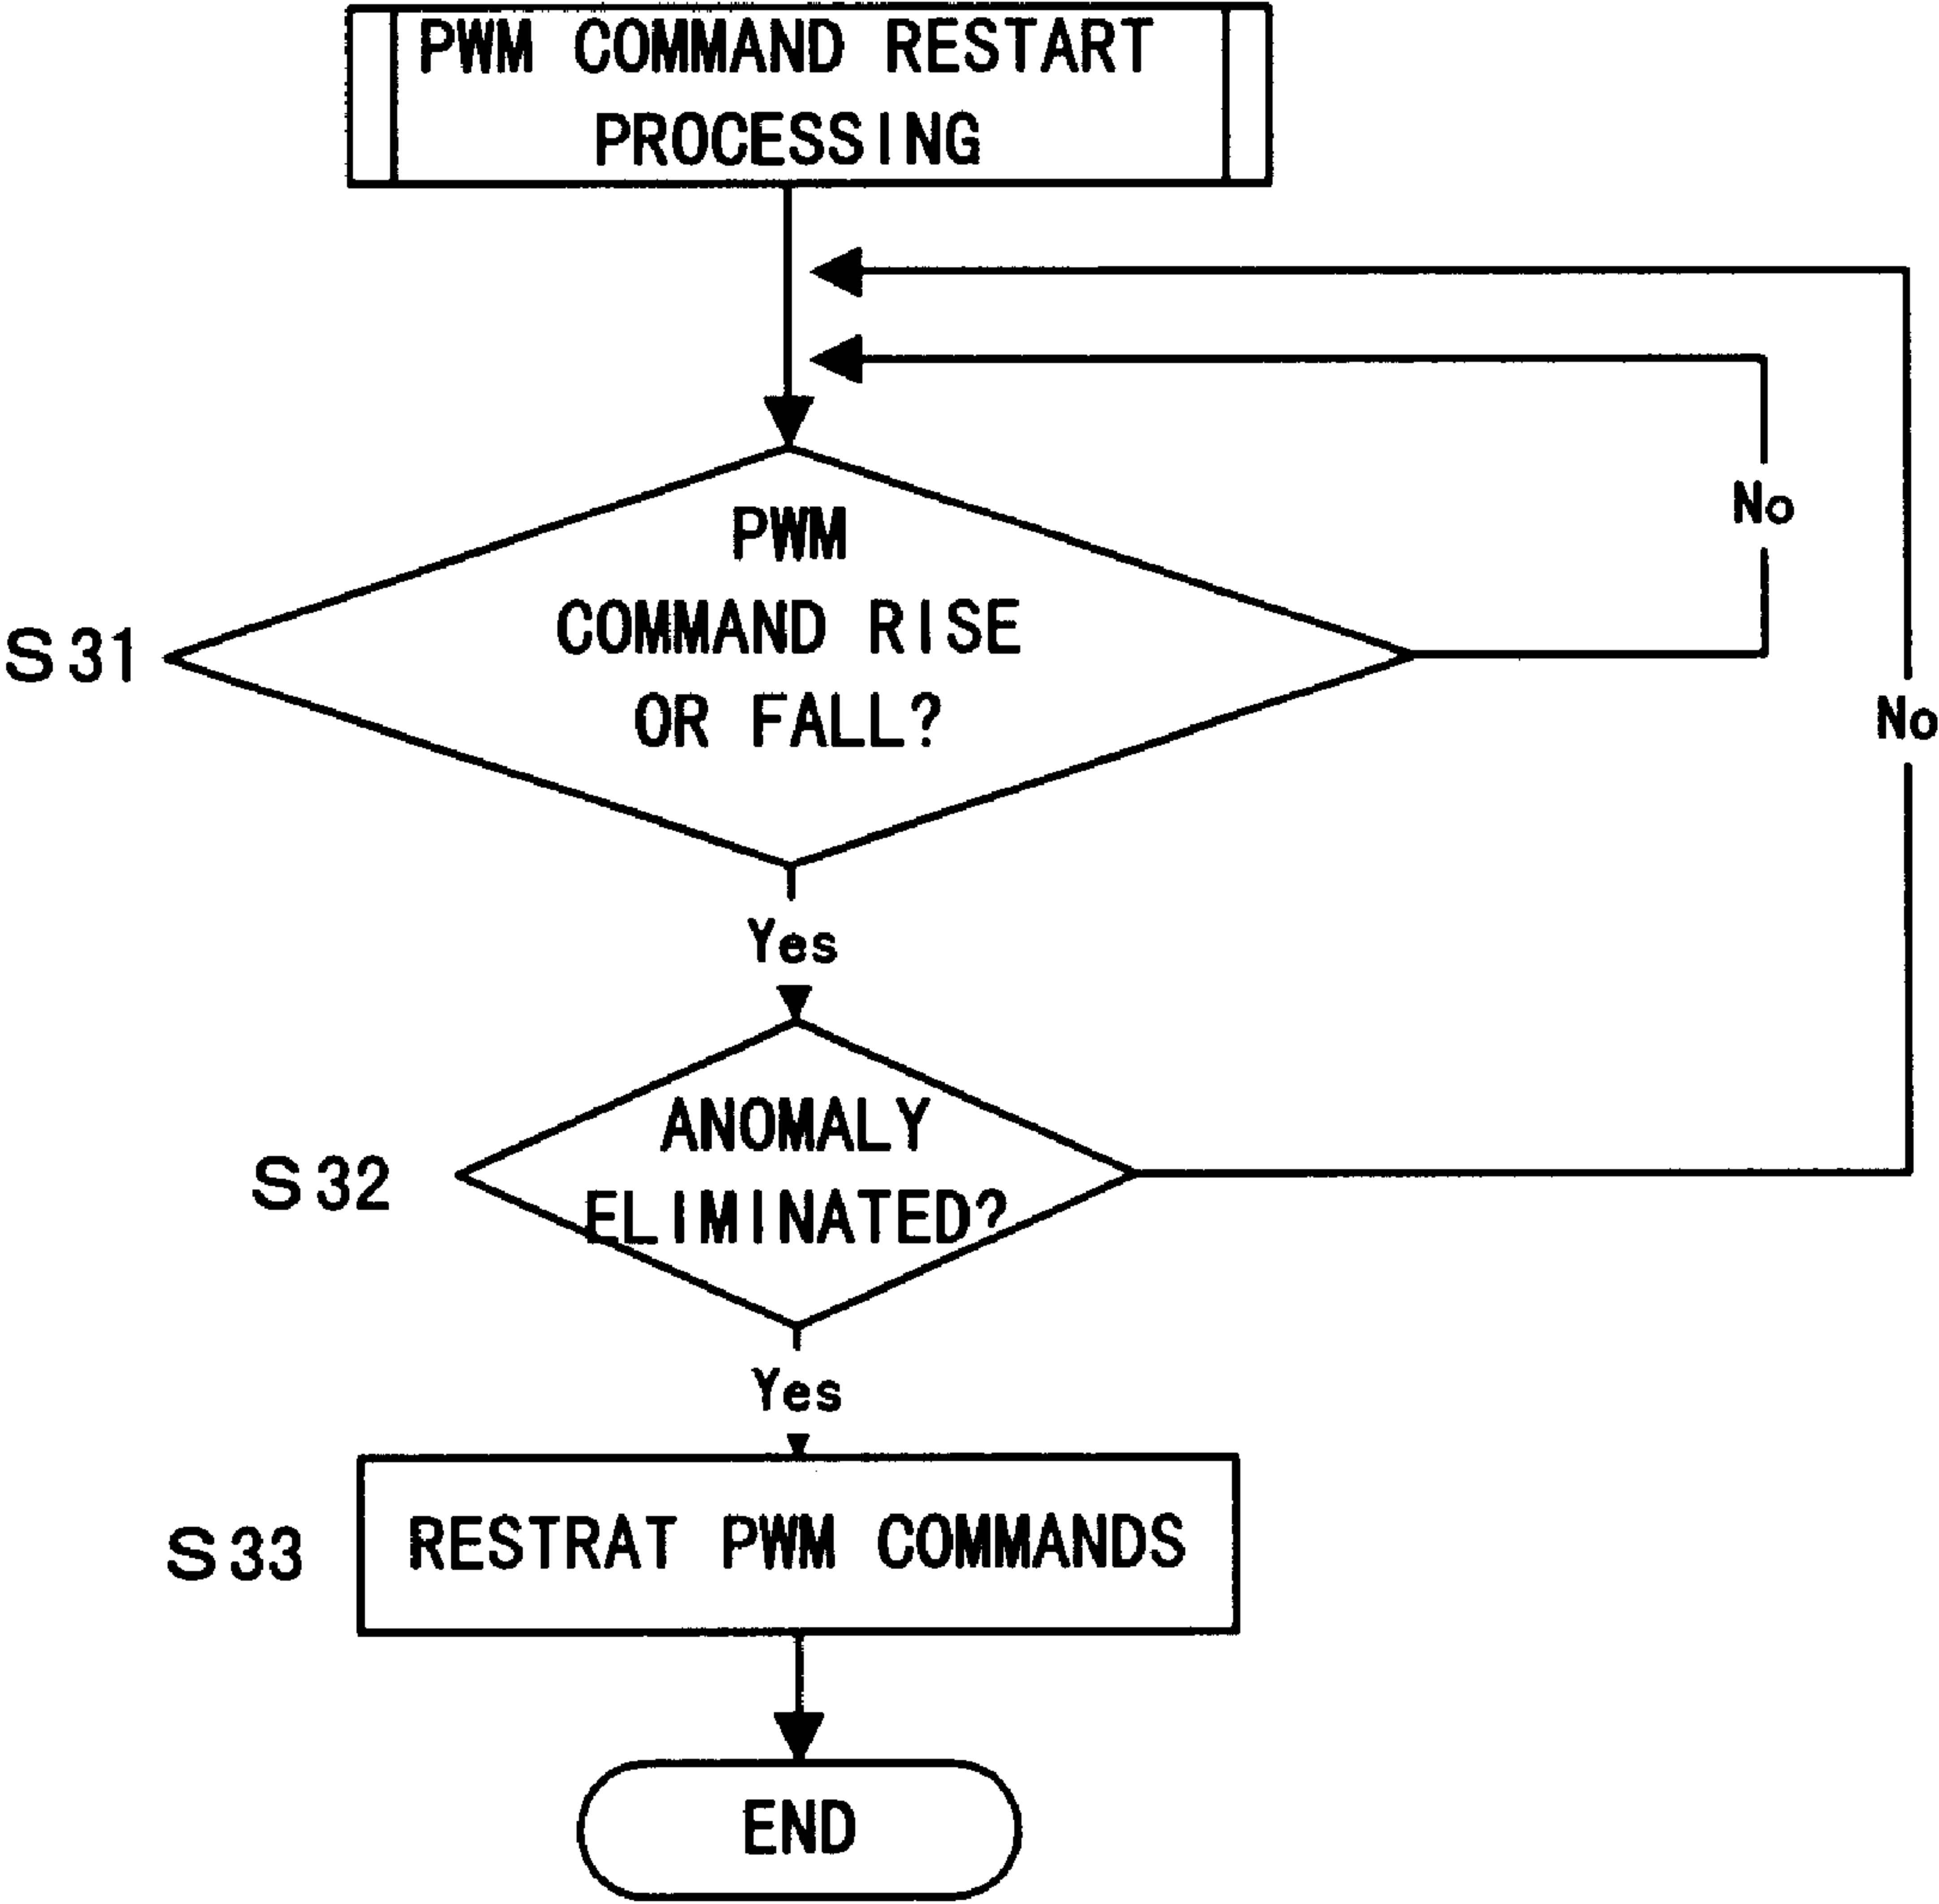 PWM COMMAND RESTART
PROCESSING
No
PWM
COMMAND RISE
OR FALL?
S31
No
Yes
ANOMALY
ELIMINATED?
S32
Yes
RESTRAT PWM COMMANDS
S33
END